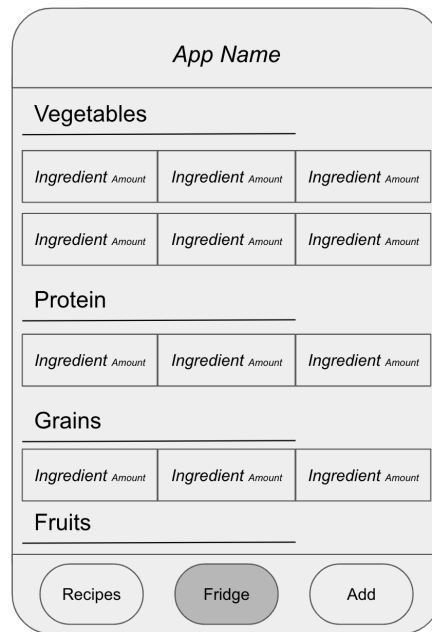 App Name
Vegetables
Ingredient Amount Ingredient Amount Ingredient Amount
Ingredient Amount Ingredient Amount Ingredient Amount
Protein
Ingredient Amount Ingredient Amount Ingredient Amount
Grains
Ingredient Amount Ingredient Amount Ingredient Amount
Fruits
Recipes Fridge Add